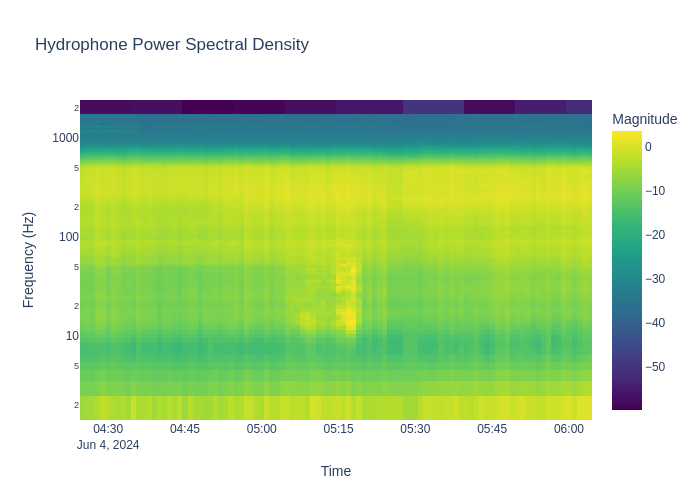 Hydrophone Power Spectral Density
Magnitude
2
1000
5
2
100
5
2
10
5
2
Frequency (Hz)
0
−10
−20
−30
−40
−50
04:30 04:45 05:00 05:15 05:30 05:45 06:00
Jun 4, 2024
Time